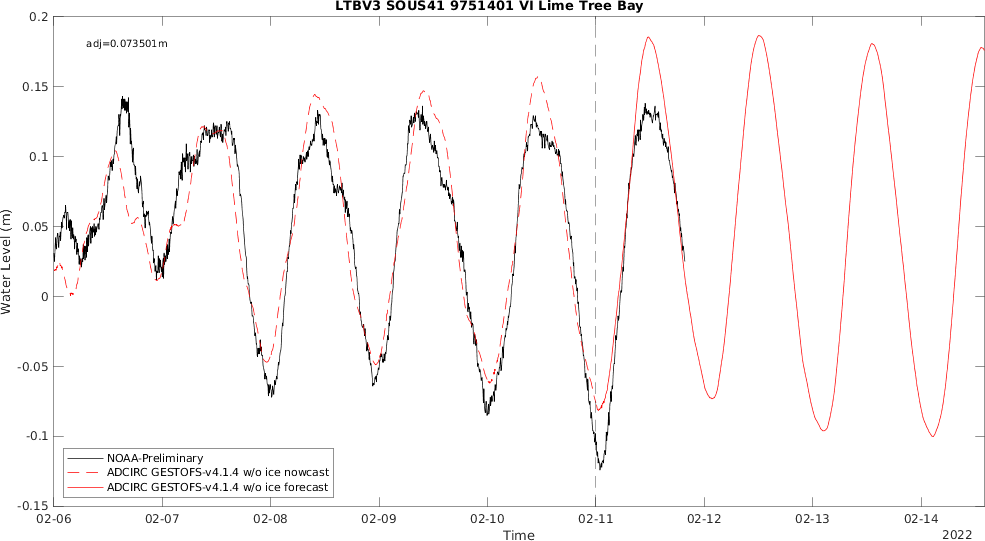 LTBV3 SOUS41 9751401 VI Lime Tree Bay
adj=0.073501m
Water Level (m)
0.2
0.15
0.1
0.05
0
-0.05
-0.1
-0.15
NOAA-Preliminary
ADCIRC GESTOFS-v4.1.4 w/o ice nowcast
ADCIRC GESTOFS-v4.1.4 w/o ice forecast
02-06 02-07 02-08 02-09 02-10 02-11 02-12 02-13 02-14
Time
2022